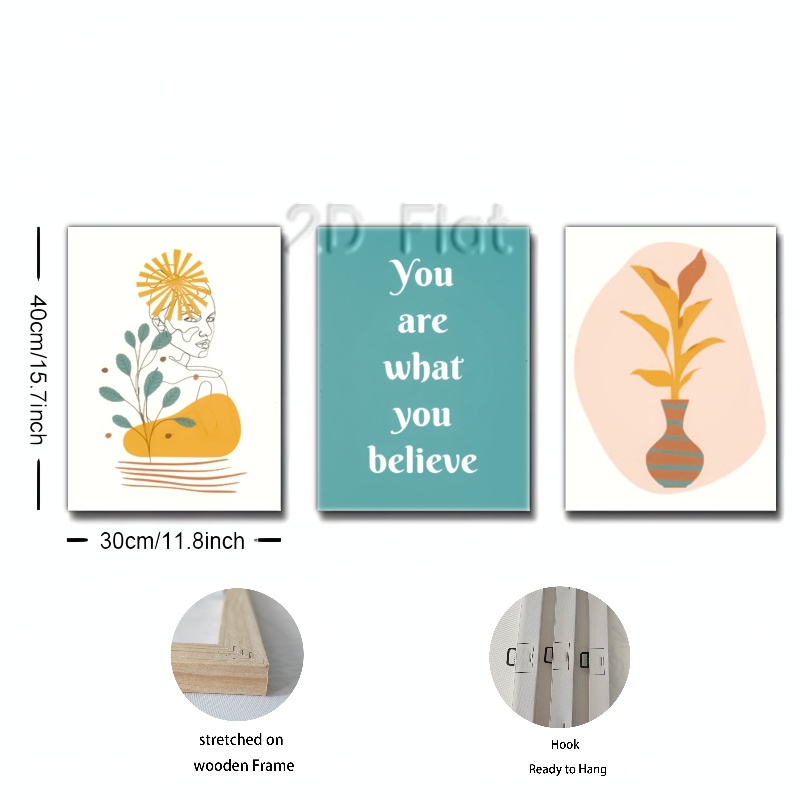 2D Flat
You
are
what
you
believe
40cm/15.7inch
30cm/11.8inch
stretched on
wooden Frame
Hook
Ready to Hang